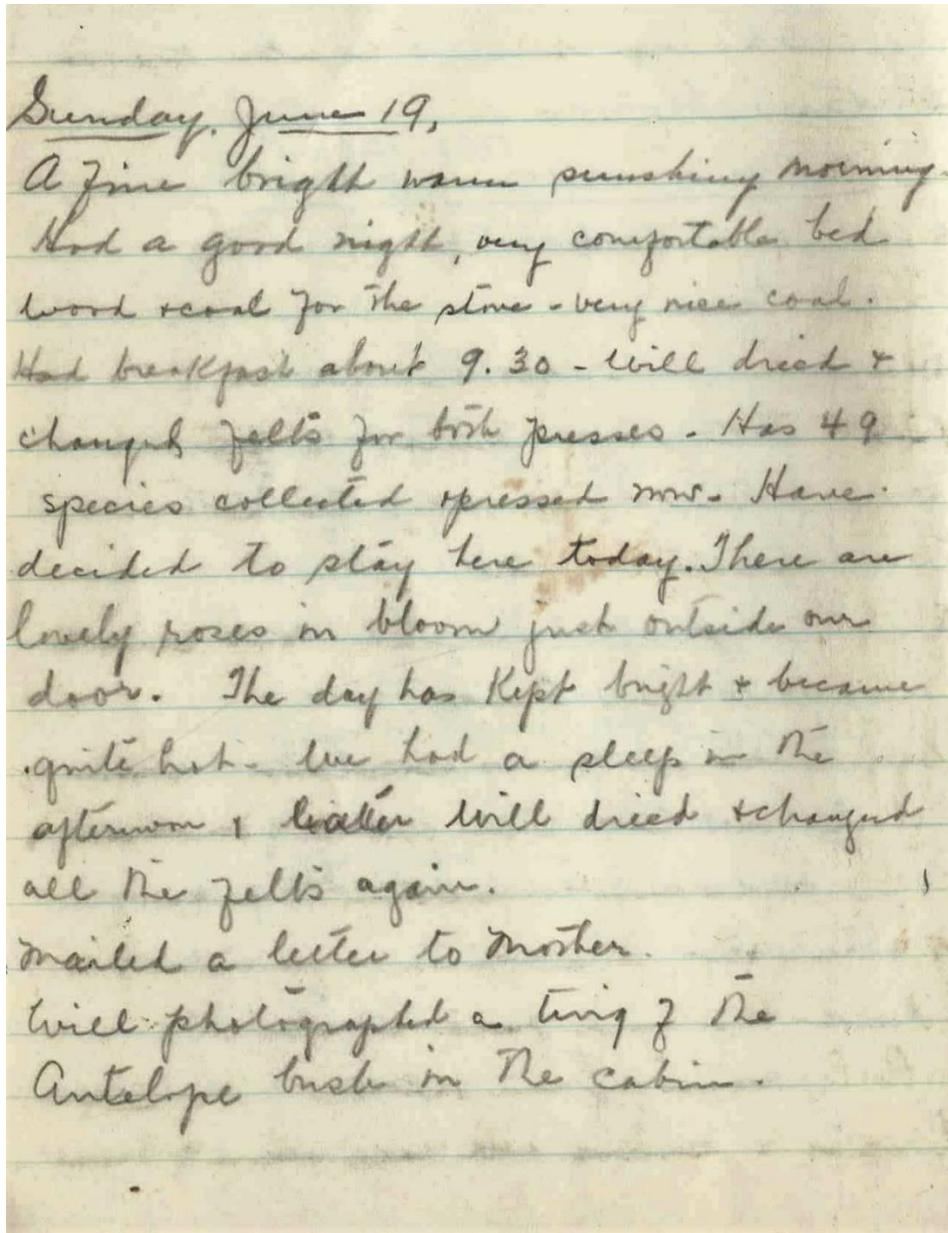 Sunday, June 19,
A fine bright warm sunshiny morning.
Had a good night, very comfortable bed
wood & coal for the stove - very nice coal.
Had breakfast about 9.30 - Will dried &
changed felts for both presses - Has 49
species collected & pressed now. Have
decided to stay here today. There are
lovely roses in bloom just outside our
door. The day has kept bright & became
quite hot - We had a sleep in the
afternoon & later Will dried & changed
all the felts again.
Mailed a letter to Mother.
Will photographed a twig of the
Antelope bush in the cabin.